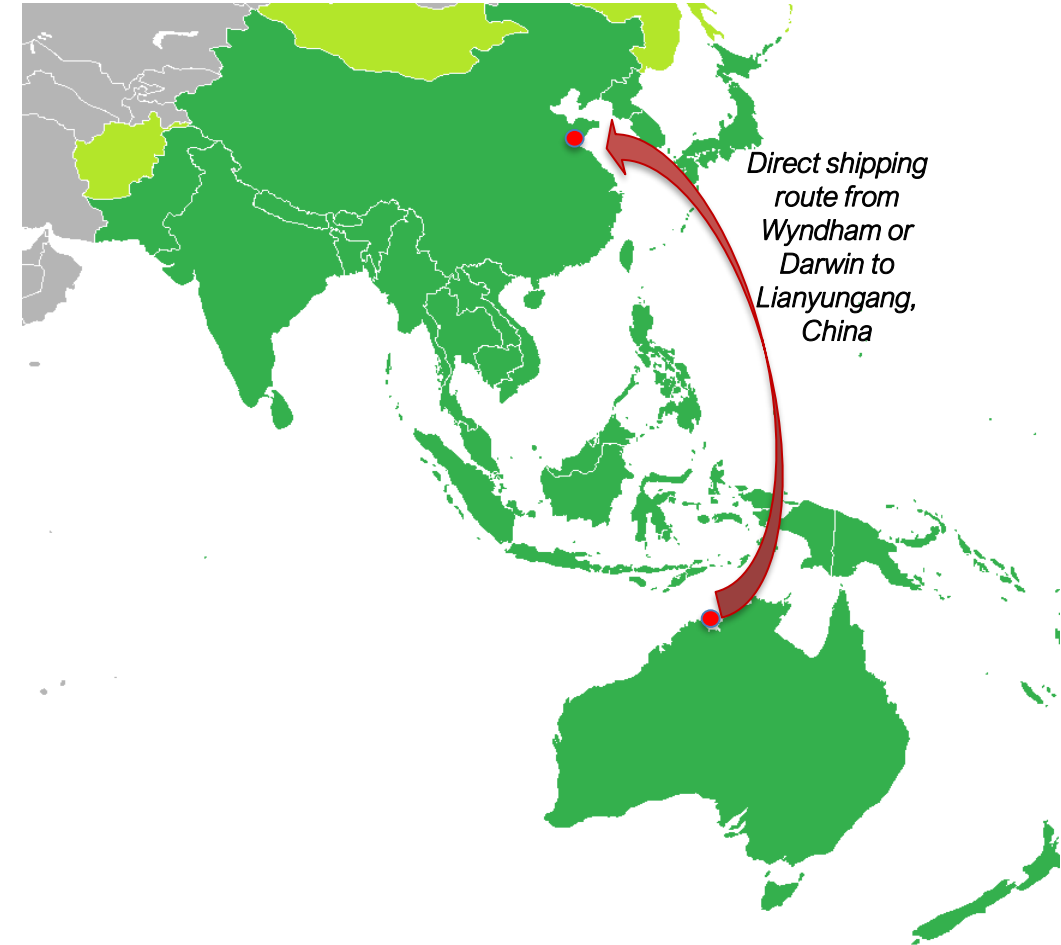 Direct shipping
route from
Wyndham or
Darwin to
Lianyungang,
China